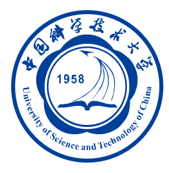 中国科学技术大学
1958
University of Science and Technology of China